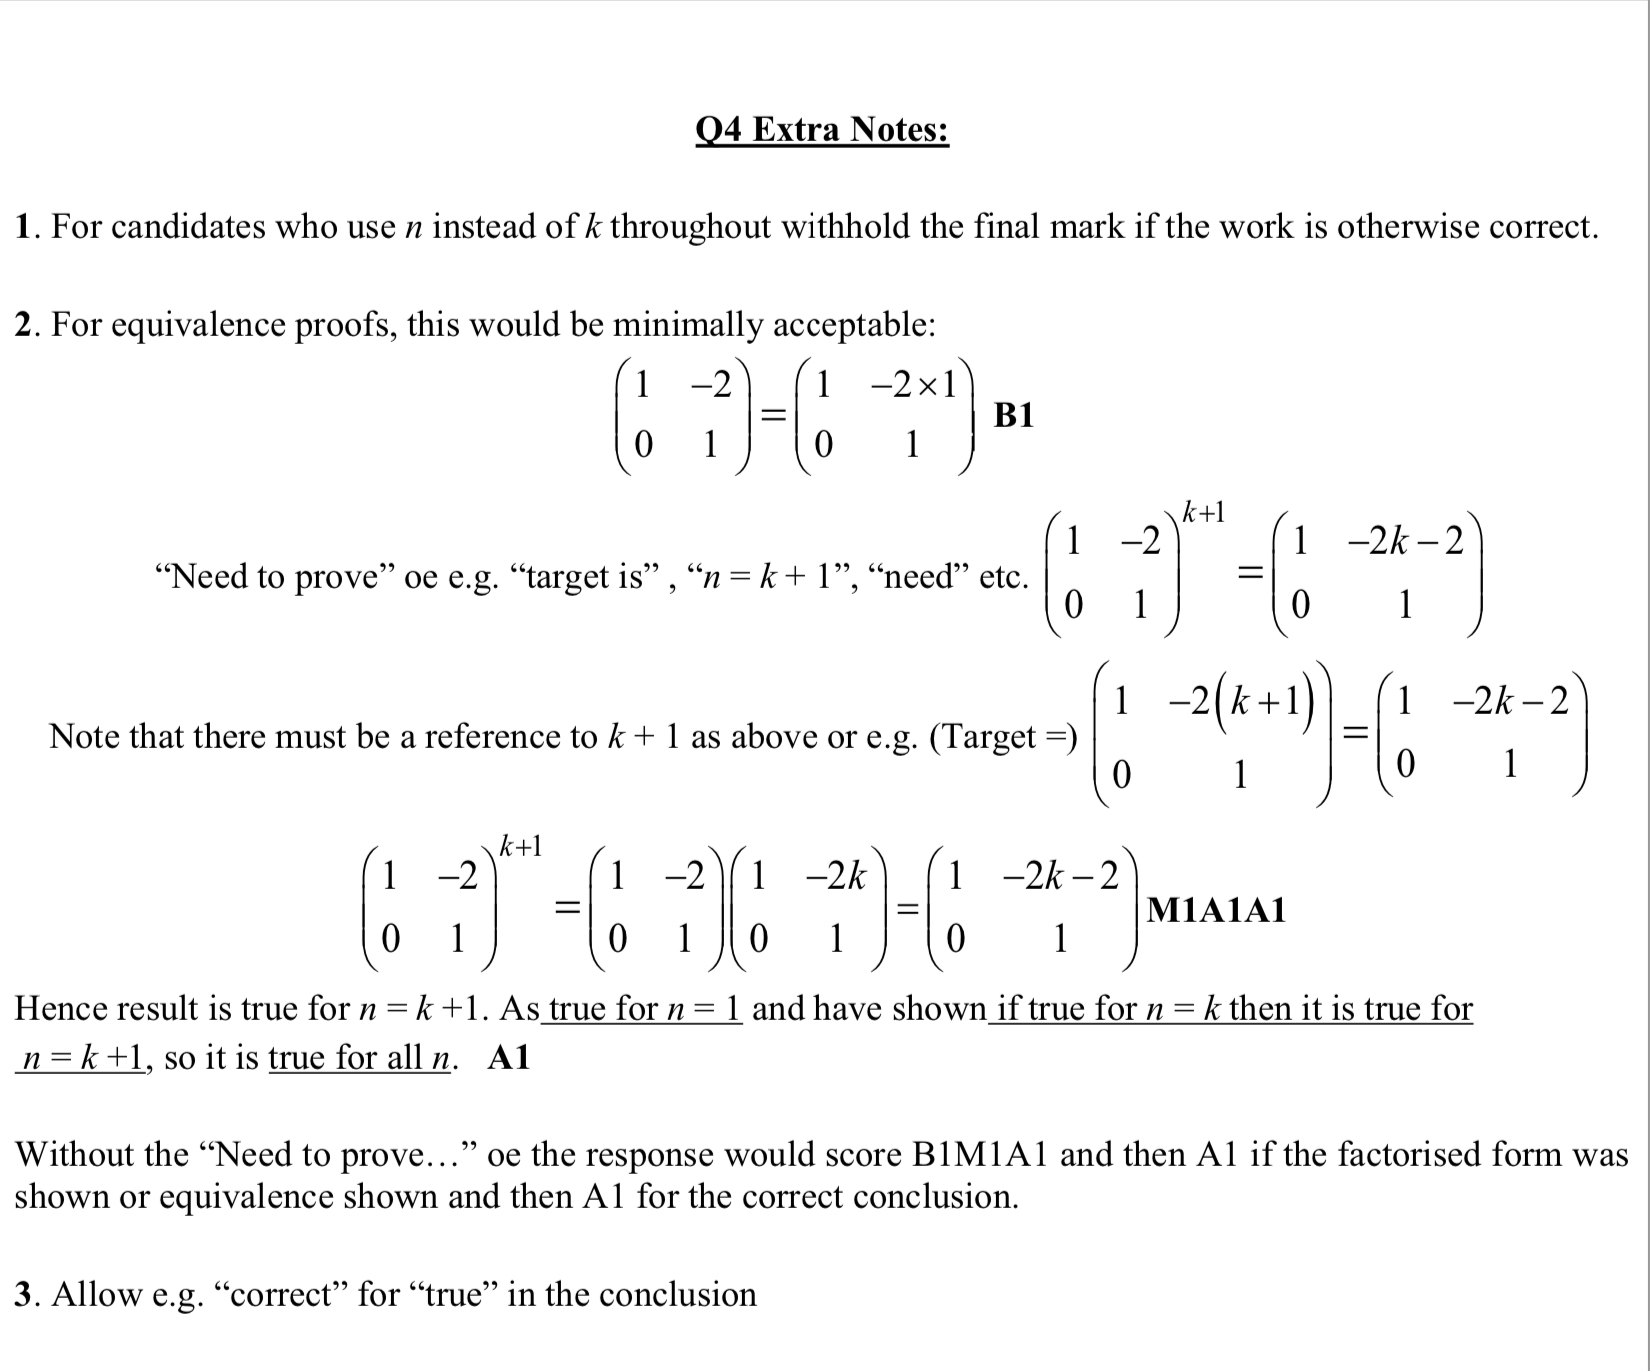 Q4 Extra Notes:
1. For candidates who use n instead of k throughout withhold the final mark if the work is otherwise correct.
2. For equivalence proofs, this would be minimally acceptable:
\begin{pmatrix} 1 & -2 \\ 0 & 1 \end{pmatrix} = \begin{pmatrix} 1 & -2 \times 1 \\ 0 & 1 \end{pmatrix} B1
“Need to prove” oe e.g. “target is” , “n = k + 1”, “need” etc. \begin{pmatrix} 1 & -2 \\ 0 & 1 \end{pmatrix}^{k+1} = \begin{pmatrix} 1 & -2k - 2 \\ 0 & 1 \end{pmatrix}
Note that there must be a reference to k + 1 as above or e.g. (Target =) \begin{pmatrix} 1 & -2(k+1) \\ 0 & 1 \end{pmatrix} = \begin{pmatrix} 1 & -2k - 2 \\ 0 & 1 \end{pmatrix}
\begin{pmatrix} 1 & -2 \\ 0 & 1 \end{pmatrix}^{k+1} = \begin{pmatrix} 1 & -2 \\ 0 & 1 \end{pmatrix} \begin{pmatrix} 1 & -2k \\ 0 & 1 \end{pmatrix} = \begin{pmatrix} 1 & -2k - 2 \\ 0 & 1 \end{pmatrix} M1A1A1
Hence result is true for n = k +1. As true for n = 1 and have shown if true for n = k then it is true for
n = k +1, so it is true for all n. A1
Without the “Need to prove…” oe the response would score B1M1A1 and then A1 if the factorised form was
shown or equivalence shown and then A1 for the correct conclusion.
3. Allow e.g. “correct” for “true” in the conclusion